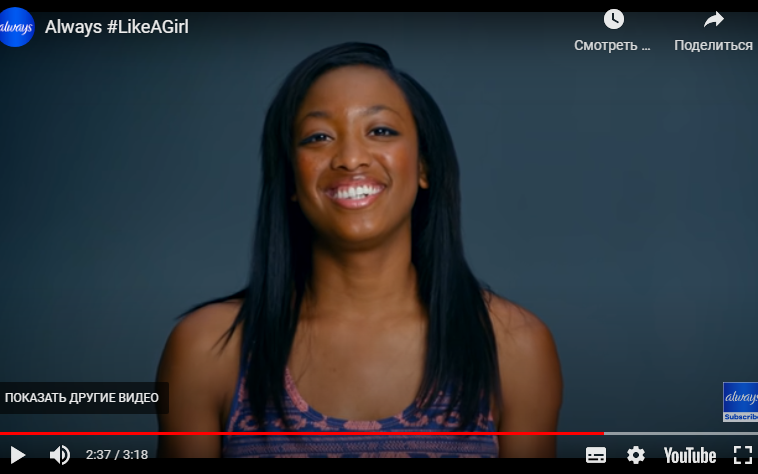 always
Always #LikeAGirl
Смотреть ...
Поделиться
ПОКАЗАТЬ ДРУГИЕ ВИДЕО
always
Subscribe
2:37 / 3:18
YouTube